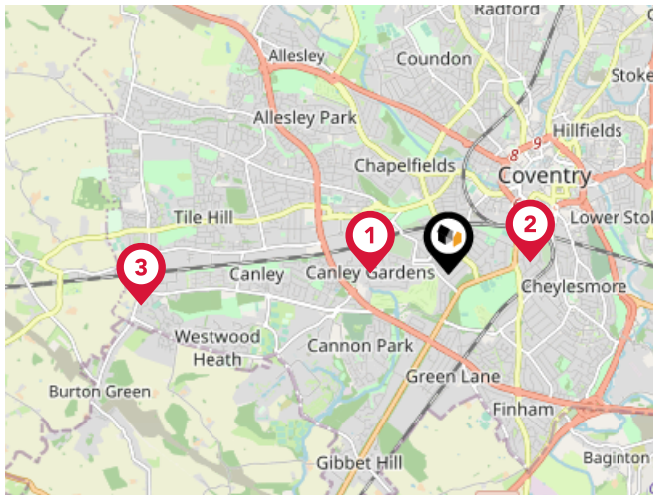 Radford
Allesley
Coundon
Stoke
Allesley Park
Hillfields
9
8
Chapelfields
Coventry
Tile Hill
2
Lower Stok
1
3
Canley
Canley Gardens
Cheylesmore
Westwood
Heath
Cannon Park
Green Lane
Burton Green
Finham
Gibbet Hill
Baginton